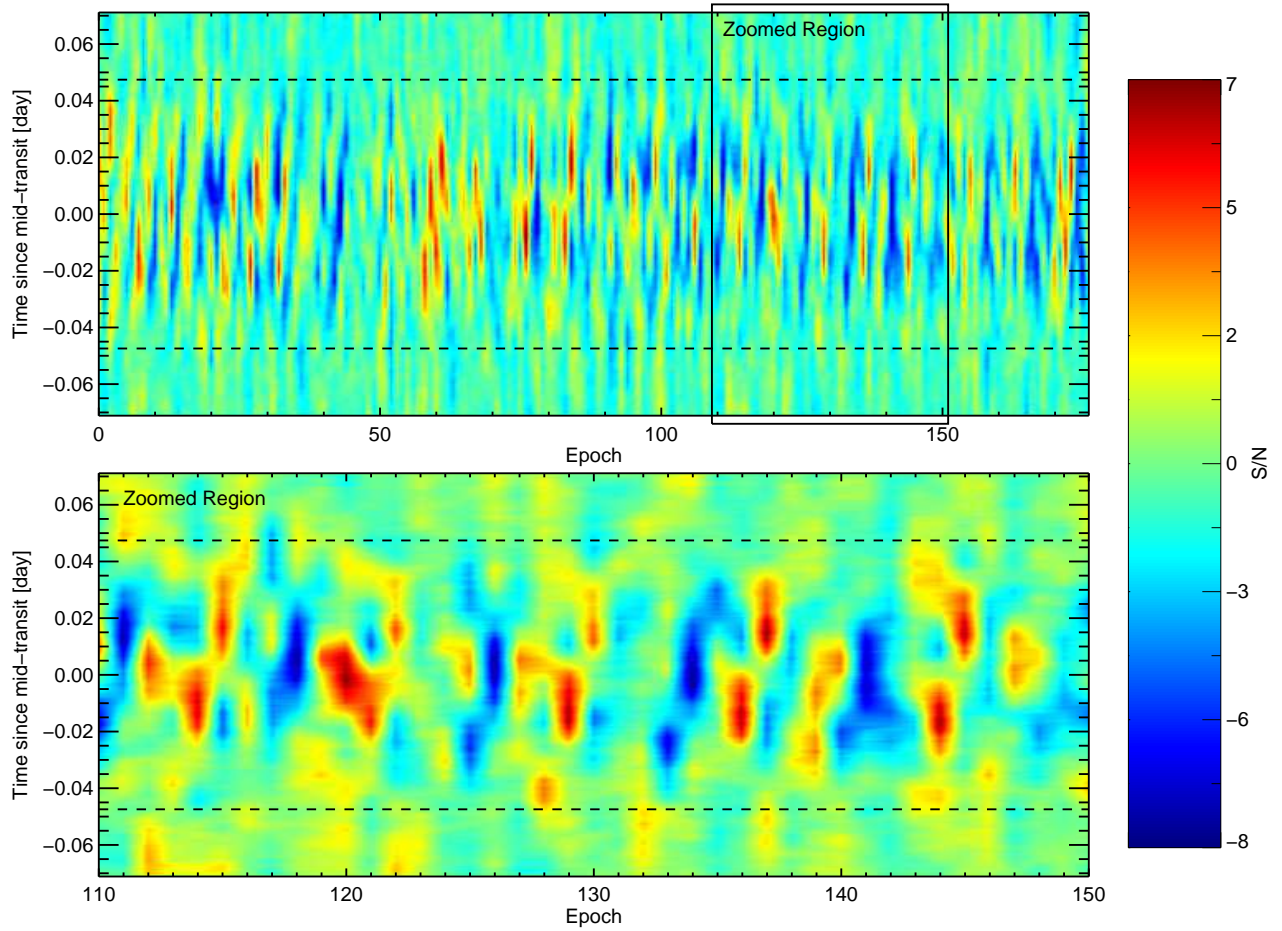 Zoomed Region
0.06
0.04
0.02
0.00
−0.02
−0.04
−0.06
Time since mid−transit [day]
0 50 100 150
Epoch
Zoomed Region
0.06
0.04
0.02
0.00
−0.02
−0.04
−0.06
Time since mid−transit [day]
110 120 130 140 150
Epoch
7
5
2
0
−3
−6
−8
S/N